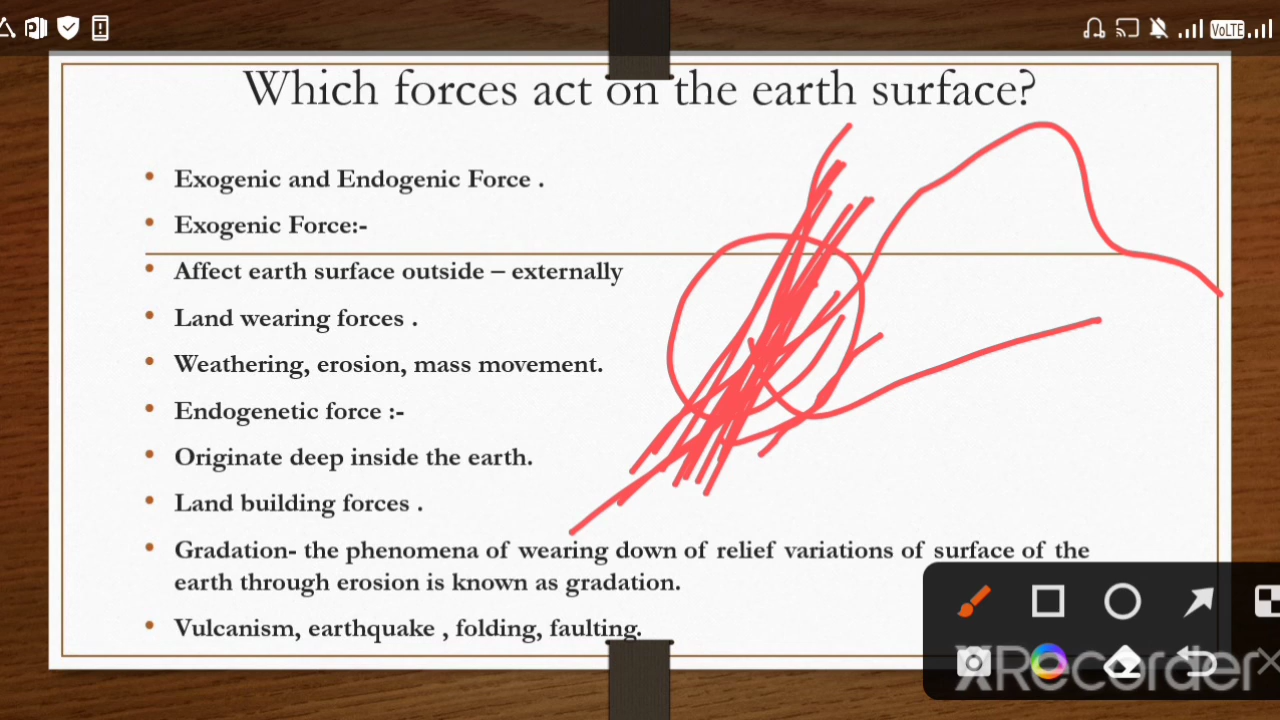 VoLTE
Which forces act on the earth surface?
• Exogenic and Endogenic Force .
• Exogenic Force:-
• Affect earth surface outside – externally
• Land wearing forces .
• Weathering, erosion, mass movement.
• Endogenetic force :-
• Originate deep inside the earth.
• Land building forces .
• Gradation- the phenomena of wearing down of relief variations of surface of the
earth through erosion is known as gradation.
• Vulcanism, earthquake , folding, faulting.
XRecorder